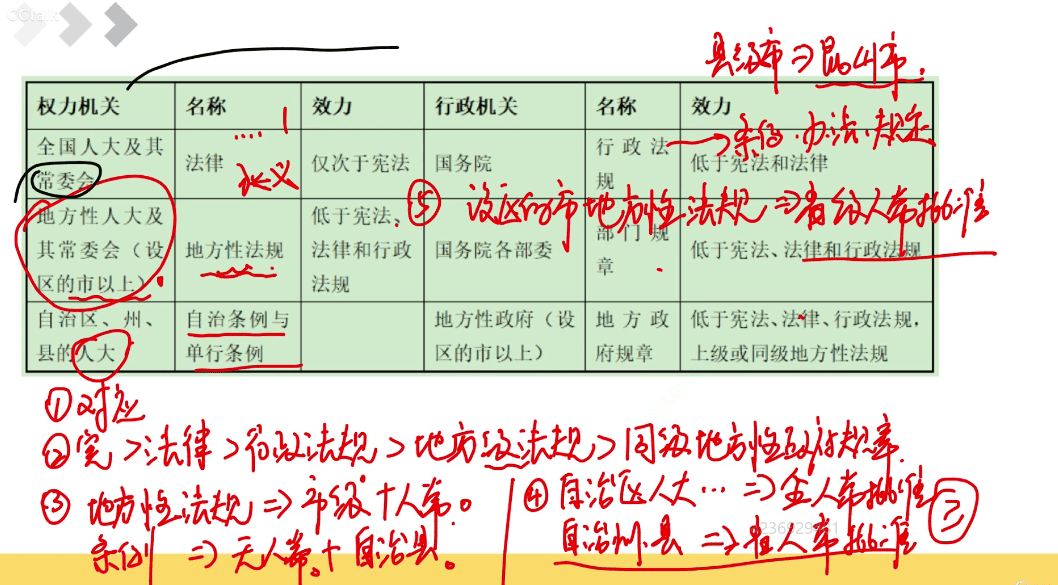 CCtalk
县级市⇒昆山市.
权力机关 名称 效力 行政机关 名称 效力
全国人大及其常委会 法律 仅次于宪法 国务院 行政法规 低于宪法和法律
→条例·办法·规定
⑤ 设区的市地方性法规⇒省级人常批准
地方性人大及其常委会（设区的市以上） 地方性法规 低于宪法、法律和行政法规 国务院各部委 部门规章 低于宪法、法律和行政法规
自治区、州、县的人大 自治条例与单行条例 地方性政府（设区的市以上） 地方政府规章 低于宪法、法律、行政法规，上级或同级地方性法规
①对应
②宪>法律>行政法规>地方级法规>同级地方性政府规章
③ 地方性法规⇒市级+人常。
条例⇒无人常。+自治县。
④ 自治区人大…⇒全人常批准
自治州.县⇒省人常批准